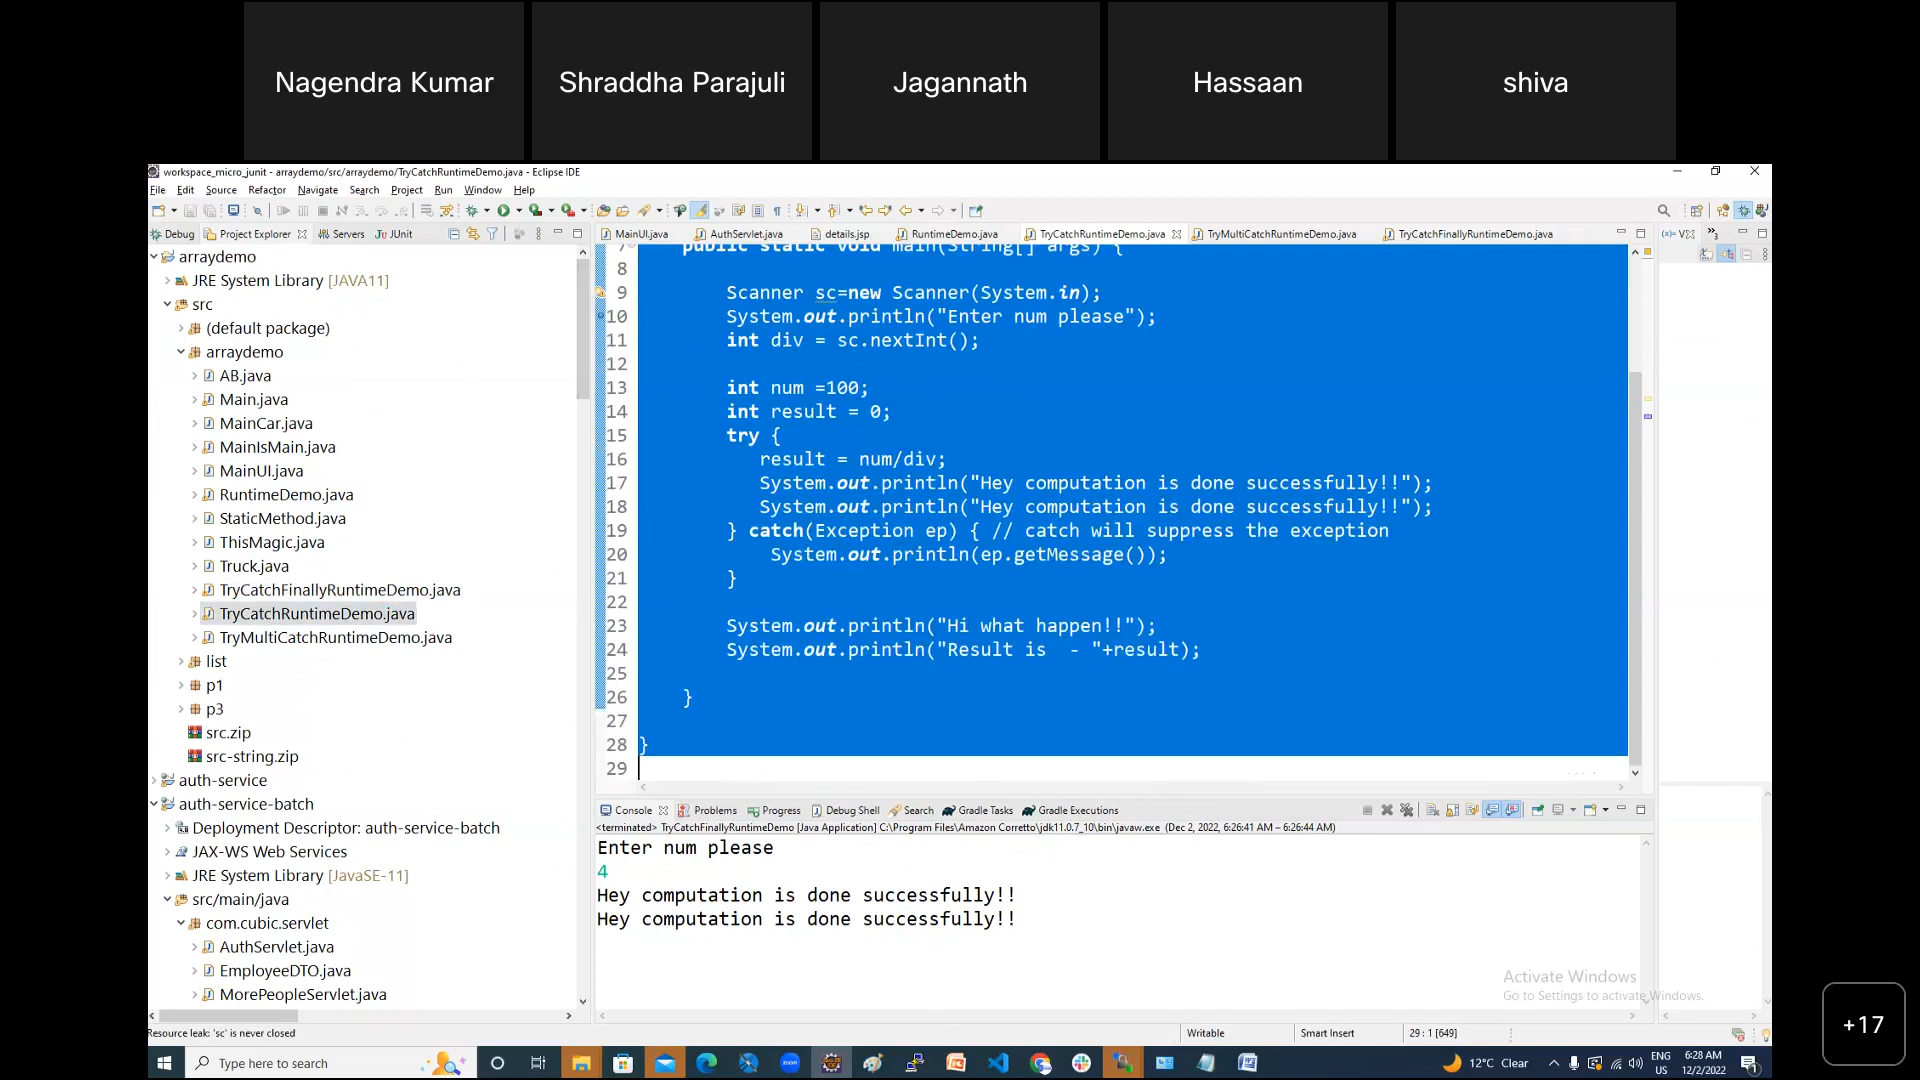 Nagendra Kumar
Shraddha Parajuli
Jagannath
Hassaan
shiva
workspace_micro_junit - arraydemo/src/arraydemo/TryCatchRuntimeDemo.java - Eclipse IDE
File Edit Source Refactor Navigate Search Project Run Window Help
Debug Project Explorer Servers JUnit
MainUI.java AuthServlet.java details.jsp RuntimeDemo.java TryCatchRuntimeDemo.java TryMultiCatchRuntimeDemo.java TryCatchFinallyRuntimeDemo.java
arraydemo
JRE System Library [JAVA11]
src
(default package)
arraydemo
AB.java
Main.java
MainCar.java
MainIsMain.java
MainUI.java
RuntimeDemo.java
StaticMethod.java
ThisMagic.java
Truck.java
TryCatchFinallyRuntimeDemo.java
TryCatchRuntimeDemo.java
TryMultiCatchRuntimeDemo.java
list
p1
p3
src.zip
src-string.zip
auth-service
auth-service-batch
Deployment Descriptor: auth-service-batch
JAX-WS Web Services
JRE System Library [JavaSE-11]
src/main/java
com.cubic.servlet
AuthServlet.java
EmployeeDTO.java
MorePeopleServlet.java
7 public static void main(String[] args) {
8
9 Scanner sc=new Scanner(System.in);
10 System.out.println("Enter num please");
11 int div = sc.nextInt();
12
13 int num =100;
14 int result = 0;
15 try {
16 result = num/div;
17 System.out.println("Hey computation is done successfully!!");
18 System.out.println("Hey computation is done successfully!!");
19 } catch(Exception ep) { // catch will suppress the exception
20 System.out.println(ep.getMessage());
21 }
22
23 System.out.println("Hi what happen!!");
24 System.out.println("Result is  - "+result);
25
26 }
27
28 }
29
Console Problems Progress Debug Shell Search Gradle Tasks Gradle Executions
<terminated> TryCatchFinallyRuntimeDemo [Java Application] C:\Program Files\Amazon Corretto\jdk11.0.7_10\bin\javaw.exe (Dec 2, 2022, 6:26:41 AM – 6:26:44 AM)
Enter num please
4
Hey computation is done successfully!!
Hey computation is done successfully!!
Activate Windows
Go to Settings to activate Windows.
Resource leak: 'sc' is never closed
Writable
Smart Insert
29 : 1 [649]
+17
Type here to search
12°C Clear
ENG
US
6:28 AM
12/2/2022